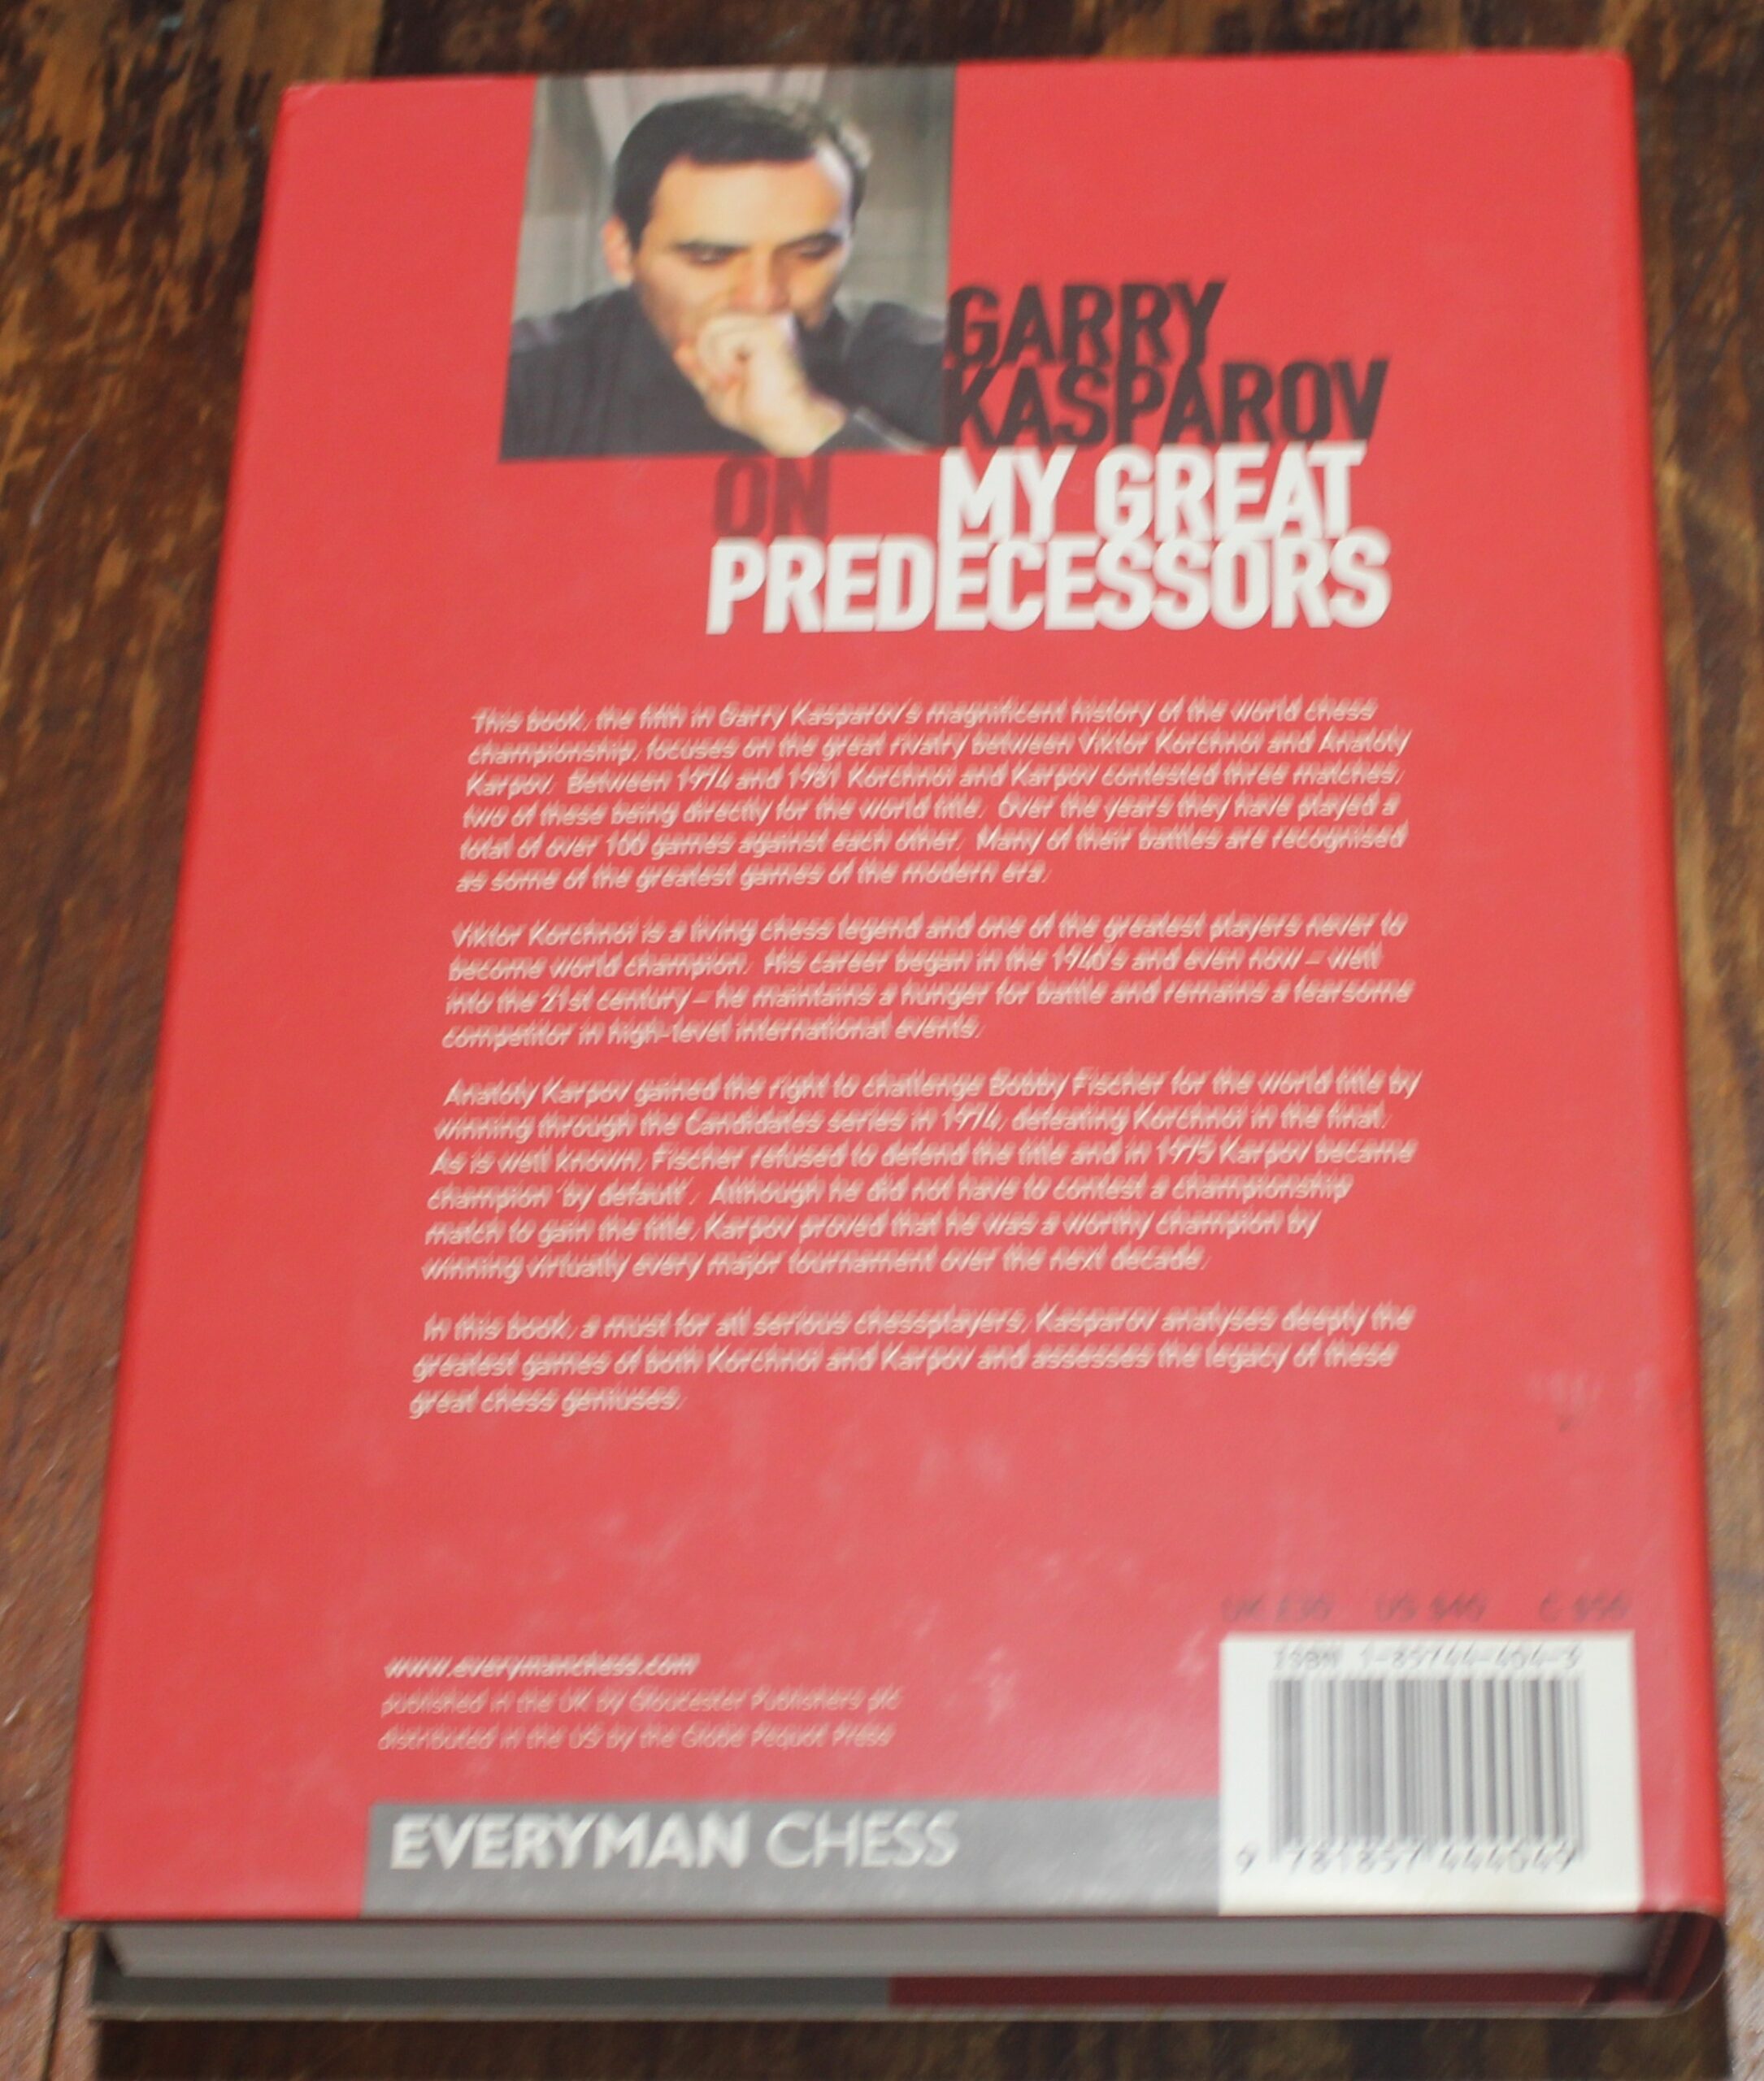 GARRY
KASPAROV
ON MY GREAT
PREDECESSORS
This book, the fifth in Garry Kasparov's magnificent history of the world chess
championship, focuses on the great rivalry between Viktor Korchnoi and Anatoly
Karpov. Between 1974 and 1981 Korchnoi and Karpov contested three matches,
two of these being directly for the world title. Over the years they have played a
total of over 100 games against each other. Many of their battles are recognised
as some of the greatest games of the modern era.
Viktor Korchnoi is a living chess legend and one of the greatest players never to
become world champion. His career began in the 1940's and even now – well
into the 21st century – he maintains a hunger for battle and remains a fearsome
competitor in high-level international events.
Anatoly Karpov gained the right to challenge Bobby Fischer for the world title by
winning through the Candidates series in 1974, defeating Korchnoi in the final.
As is well known, Fischer refused to defend the title and in 1975 Karpov became
champion 'by default'. Although he did not have to contest a championship
match to gain the title, Karpov proved that he was a worthy champion by
winning virtually every major tournament over the next decade.
In this book, a must for all serious chessplayers, Kasparov analyses deeply the
greatest games of both Korchnoi and Karpov and assesses the legacy of these
great chess geniuses.
UK £30 US $40 C $50
www.everymanchess.com
published in the UK by Gloucester Publishers plc
distributed in the US by the Globe Pequot Press
ISBN 1-85744-404-3
9 781857 444049
EVERYMAN CHESS